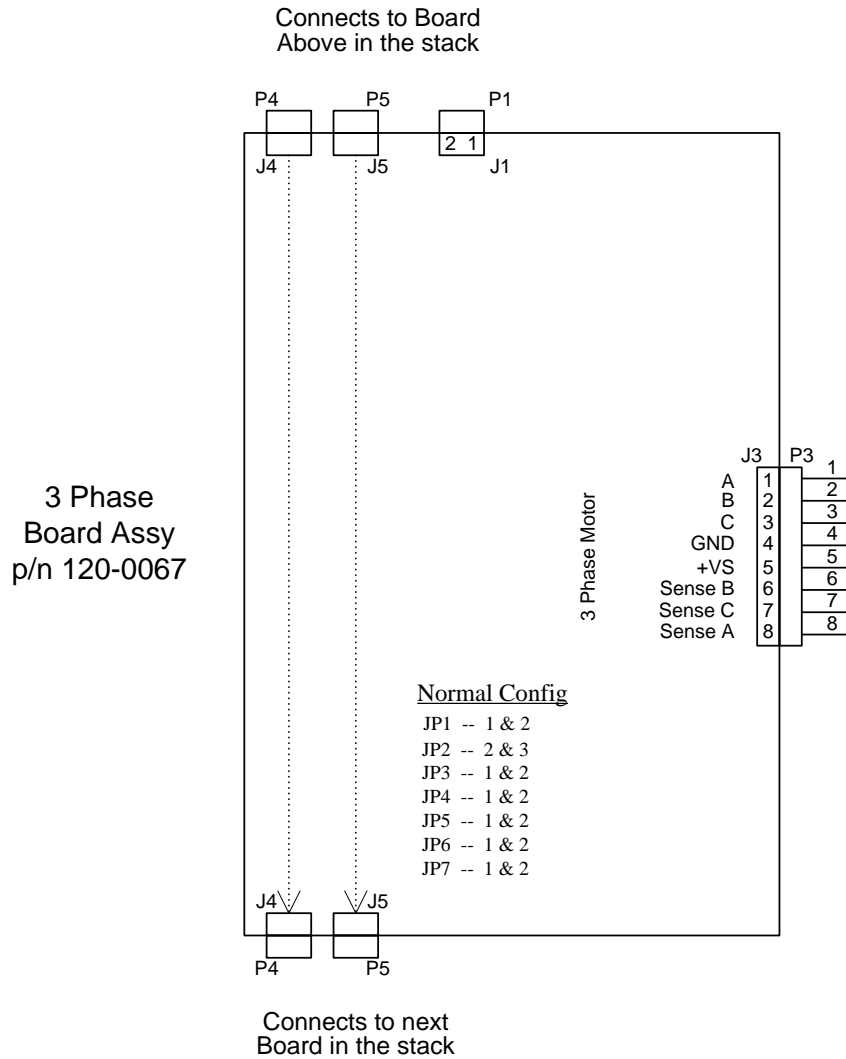 Connects to Board
Above in the stack
P4 P5 P1
2 1
J4 J5 J1
3 Phase
Board Assy
p/n 120-0067
3 Phase Motor
J3 P3
A 1 1
B 2 2
C 3 3
GND 4 4
+VS 5 5
Sense B 6 6
Sense C 7 7
Sense A 8 8
Normal Config
JP1 -- 1 & 2
JP2 -- 2 & 3
JP3 -- 1 & 2
JP4 -- 1 & 2
JP5 -- 1 & 2
JP6 -- 1 & 2
JP7 -- 1 & 2
J4 J5
P4 P5
Connects to next
Board in the stack